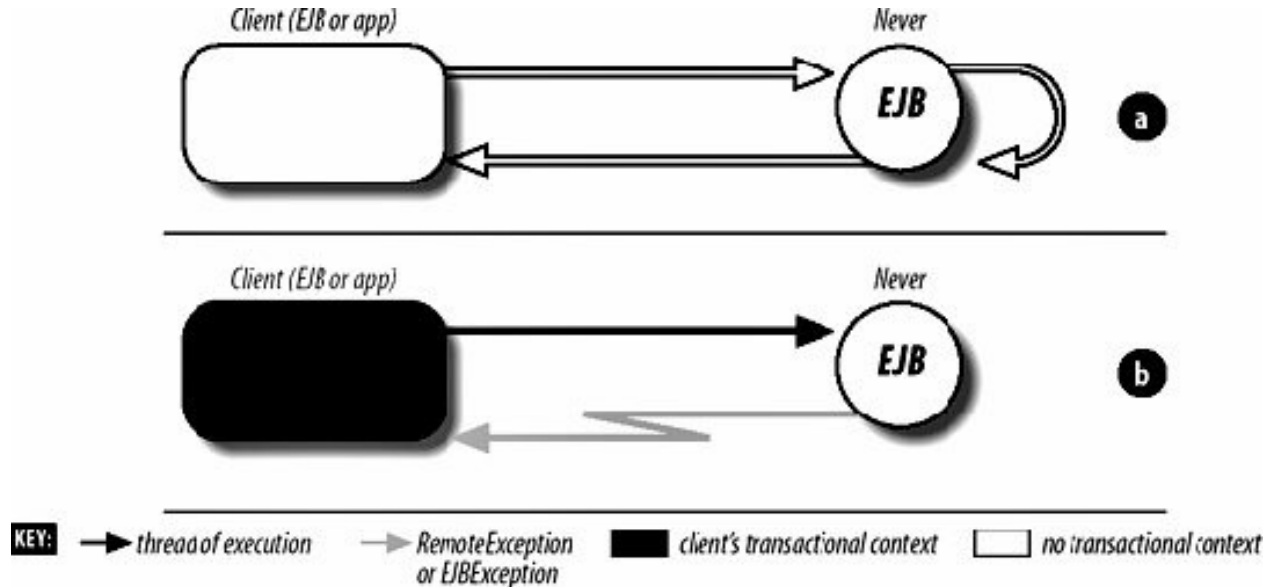 Client (EJB or app)
Never
EJB
a
Client (EJB or app)
Never
EJB
b
KEY: thread of execution RemoteException client's transactional context no transactional context
or EJBException